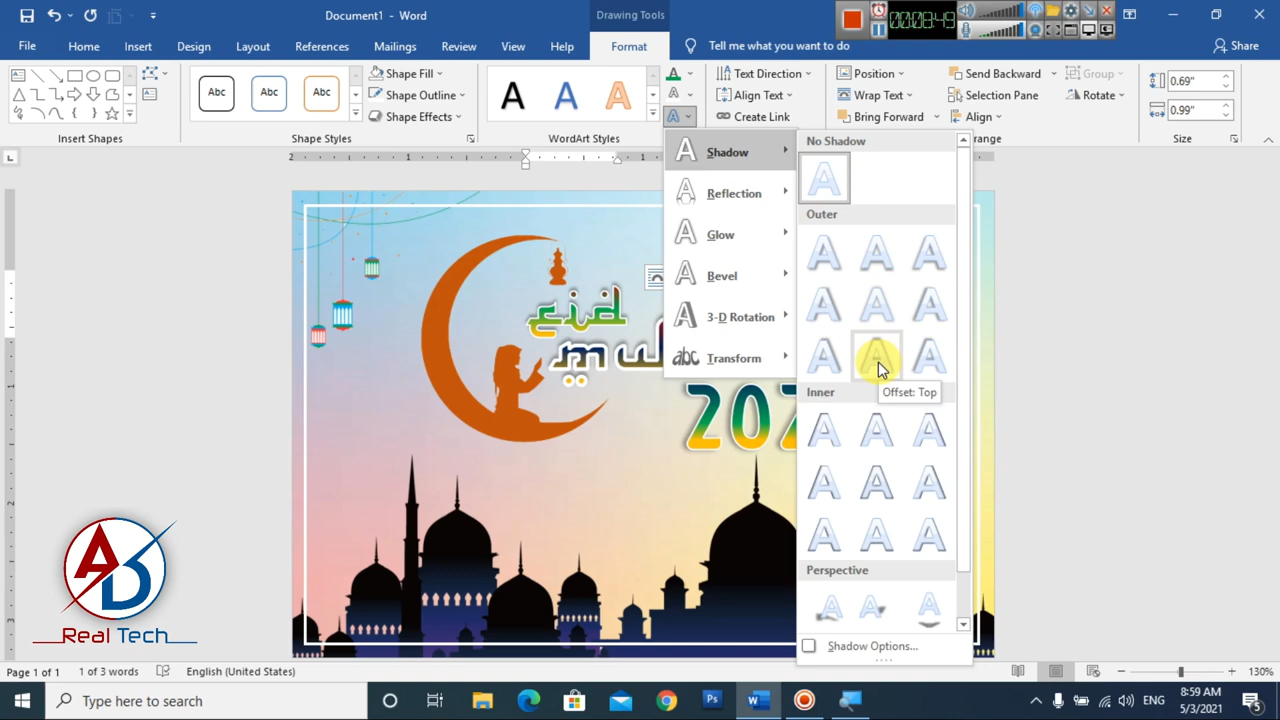 Document1 - Word
Drawing Tools
00:08:49
File
Home
Insert
Design
Layout
References
Mailings
Review
View
Help
Format
Tell me what you want to do
Share
Abc
Abc
Abc
Shape Fill
Shape Outline
Shape Effects
A
A
A
Text Direction
Align Text
Create Link
Position
Wrap Text
Bring Forward
Send Backward
Selection Pane
Align
Group
Rotate
0.69"
0.99"
Insert Shapes
Shape Styles
WordArt Styles
Size
Shadow
Reflection
Glow
Bevel
3-D Rotation
Transform
No Shadow
Outer
Offset: Top
Inner
Perspective
Shadow Options...
eid
202
Real Tech
Page 1 of 1
1 of 3 words
English (United States)
130%
Type here to search
ENG
8:59 AM
5/3/2021